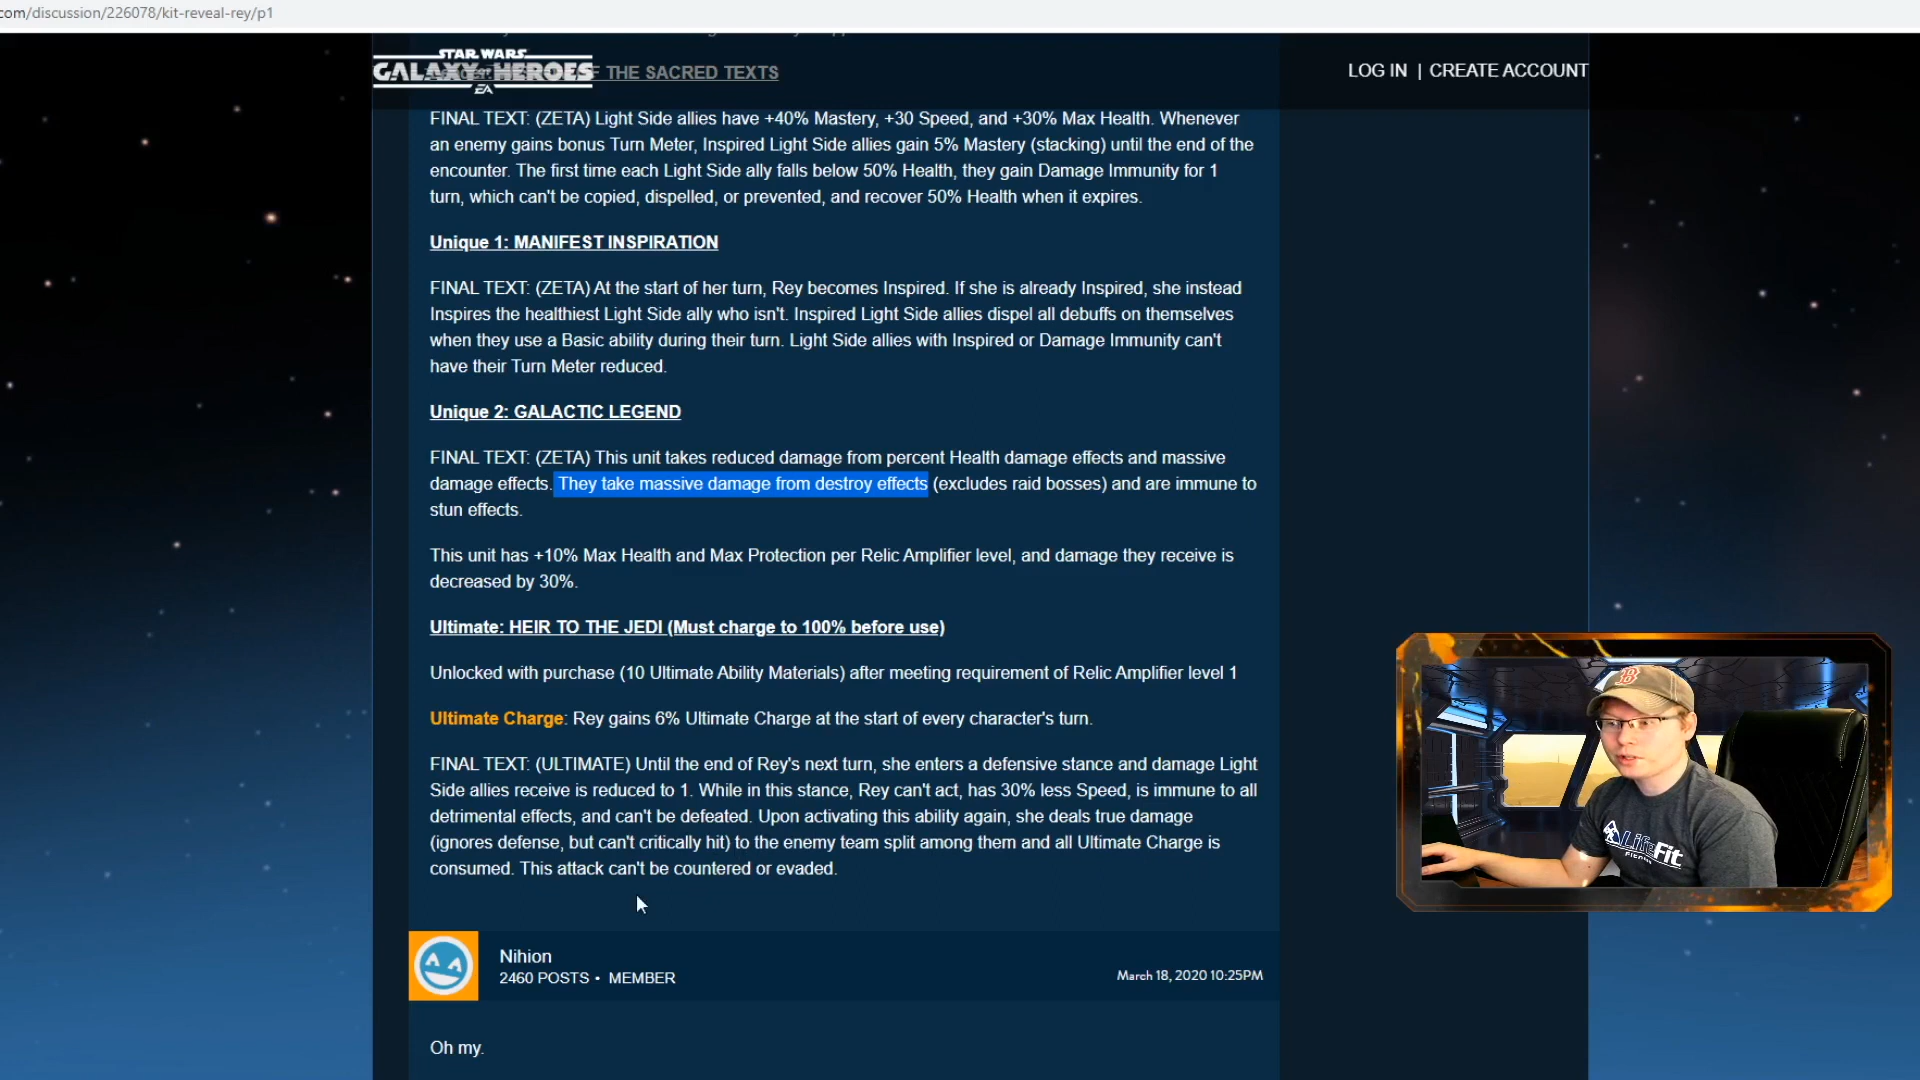 com/discussion/226078/kit-reveal-rey/p1
STAR WARS
GALAXY OF HEROES
EA
F THE SACRED TEXTS
LOG IN | CREATE ACCOUNT
FINAL TEXT: (ZETA) Light Side allies have +40% Mastery, +30 Speed, and +30% Max Health. Whenever
an enemy gains bonus Turn Meter, Inspired Light Side allies gain 5% Mastery (stacking) until the end of the
encounter. The first time each Light Side ally falls below 50% Health, they gain Damage Immunity for 1
turn, which can't be copied, dispelled, or prevented, and recover 50% Health when it expires.
Unique 1: MANIFEST INSPIRATION
FINAL TEXT: (ZETA) At the start of her turn, Rey becomes Inspired. If she is already Inspired, she instead
Inspires the healthiest Light Side ally who isn't. Inspired Light Side allies dispel all debuffs on themselves
when they use a Basic ability during their turn. Light Side allies with Inspired or Damage Immunity can't
have their Turn Meter reduced.
Unique 2: GALACTIC LEGEND
FINAL TEXT: (ZETA) This unit takes reduced damage from percent Health damage effects and massive
damage effects. They take massive damage from destroy effects (excludes raid bosses) and are immune to
stun effects.
This unit has +10% Max Health and Max Protection per Relic Amplifier level, and damage they receive is
decreased by 30%.
Ultimate: HEIR TO THE JEDI (Must charge to 100% before use)
Unlocked with purchase (10 Ultimate Ability Materials) after meeting requirement of Relic Amplifier level 1
Ultimate Charge: Rey gains 6% Ultimate Charge at the start of every character's turn.
FINAL TEXT: (ULTIMATE) Until the end of Rey's next turn, she enters a defensive stance and damage Light
Side allies receive is reduced to 1. While in this stance, Rey can't act, has 30% less Speed, is immune to all
detrimental effects, and can't be defeated. Upon activating this ability again, she deals true damage
(ignores defense, but can't critically hit) to the enemy team split among them and all Ultimate Charge is
consumed. This attack can't be countered or evaded.
B
LifeFit
Nihion
2460 POSTS • MEMBER
March 18, 2020 10:25PM
Oh my.